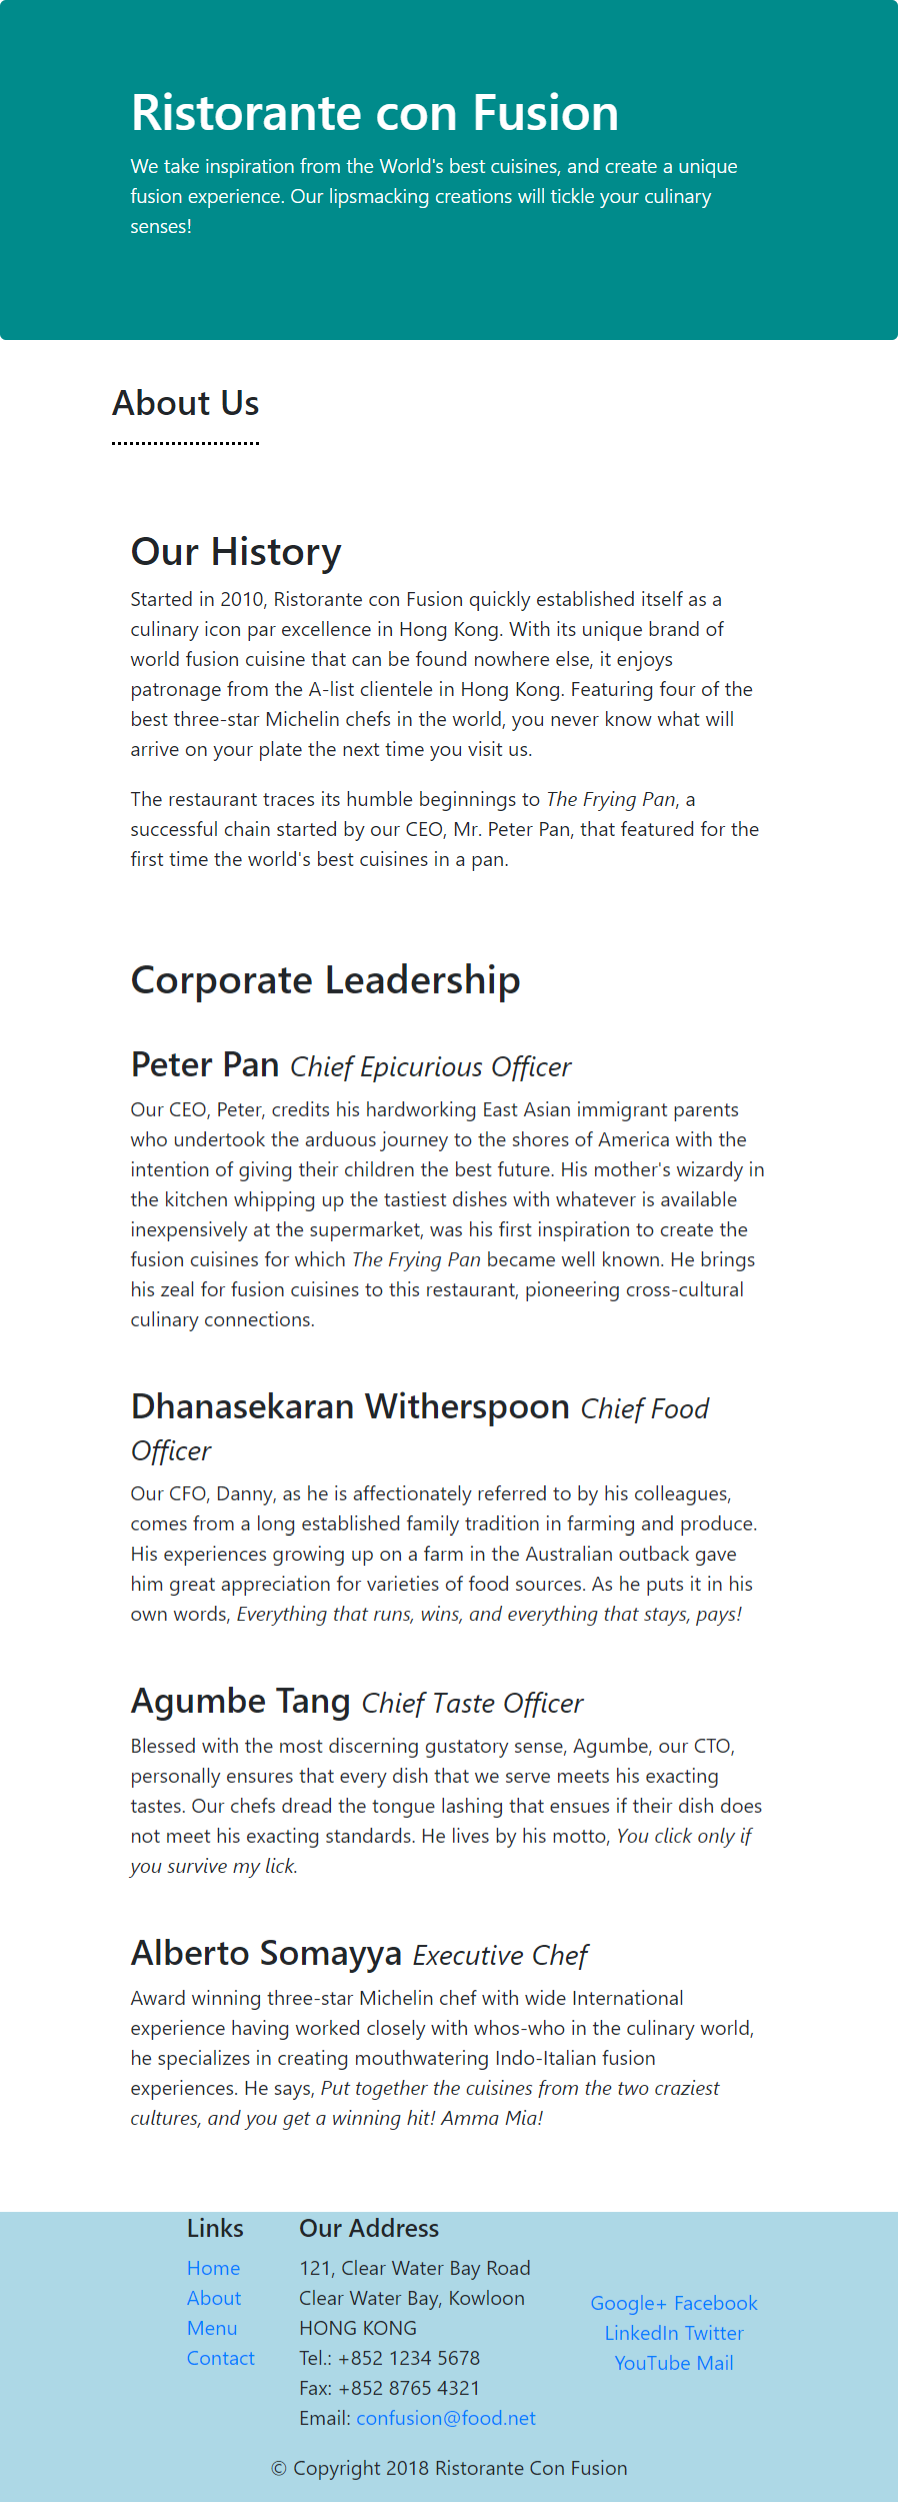 Ristorante con Fusion
We take inspiration from the World's best cuisines, and create a unique
fusion experience. Our lipsmacking creations will tickle your culinary
senses!
About Us
Our History
Started in 2010, Ristorante con Fusion quickly established itself as a
culinary icon par excellence in Hong Kong. With its unique brand of
world fusion cuisine that can be found nowhere else, it enjoys
patronage from the A-list clientele in Hong Kong. Featuring four of the
best three-star Michelin chefs in the world, you never know what will
arrive on your plate the next time you visit us.
The restaurant traces its humble beginnings to The Frying Pan, a
successful chain started by our CEO, Mr. Peter Pan, that featured for the
first time the world's best cuisines in a pan.
Corporate Leadership
Peter Pan Chief Epicurious Officer
Our CEO, Peter, credits his hardworking East Asian immigrant parents
who undertook the arduous journey to the shores of America with the
intention of giving their children the best future. His mother's wizardy in
the kitchen whipping up the tastiest dishes with whatever is available
inexpensively at the supermarket, was his first inspiration to create the
fusion cuisines for which The Frying Pan became well known. He brings
his zeal for fusion cuisines to this restaurant, pioneering cross-cultural
culinary connections.
Dhanasekaran Witherspoon Chief Food
Officer
Our CFO, Danny, as he is affectionately referred to by his colleagues,
comes from a long established family tradition in farming and produce.
His experiences growing up on a farm in the Australian outback gave
him great appreciation for varieties of food sources. As he puts it in his
own words, Everything that runs, wins, and everything that stays, pays!
Agumbe Tang Chief Taste Officer
Blessed with the most discerning gustatory sense, Agumbe, our CTO,
personally ensures that every dish that we serve meets his exacting
tastes. Our chefs dread the tongue lashing that ensues if their dish does
not meet his exacting standards. He lives by his motto, You click only if
you survive my lick.
Alberto Somayya Executive Chef
Award winning three-star Michelin chef with wide International
experience having worked closely with whos-who in the culinary world,
he specializes in creating mouthwatering Indo-Italian fusion
experiences. He says, Put together the cuisines from the two craziest
cultures, and you get a winning hit! Amma Mia!
Links
Home
About
Menu
Contact
Our Address
121, Clear Water Bay Road
Clear Water Bay, Kowloon
HONG KONG
Tel.: +852 1234 5678
Fax: +852 8765 4321
Email: confusion@food.net
Google+ Facebook
LinkedIn Twitter
YouTube Mail
© Copyright 2018 Ristorante Con Fusion